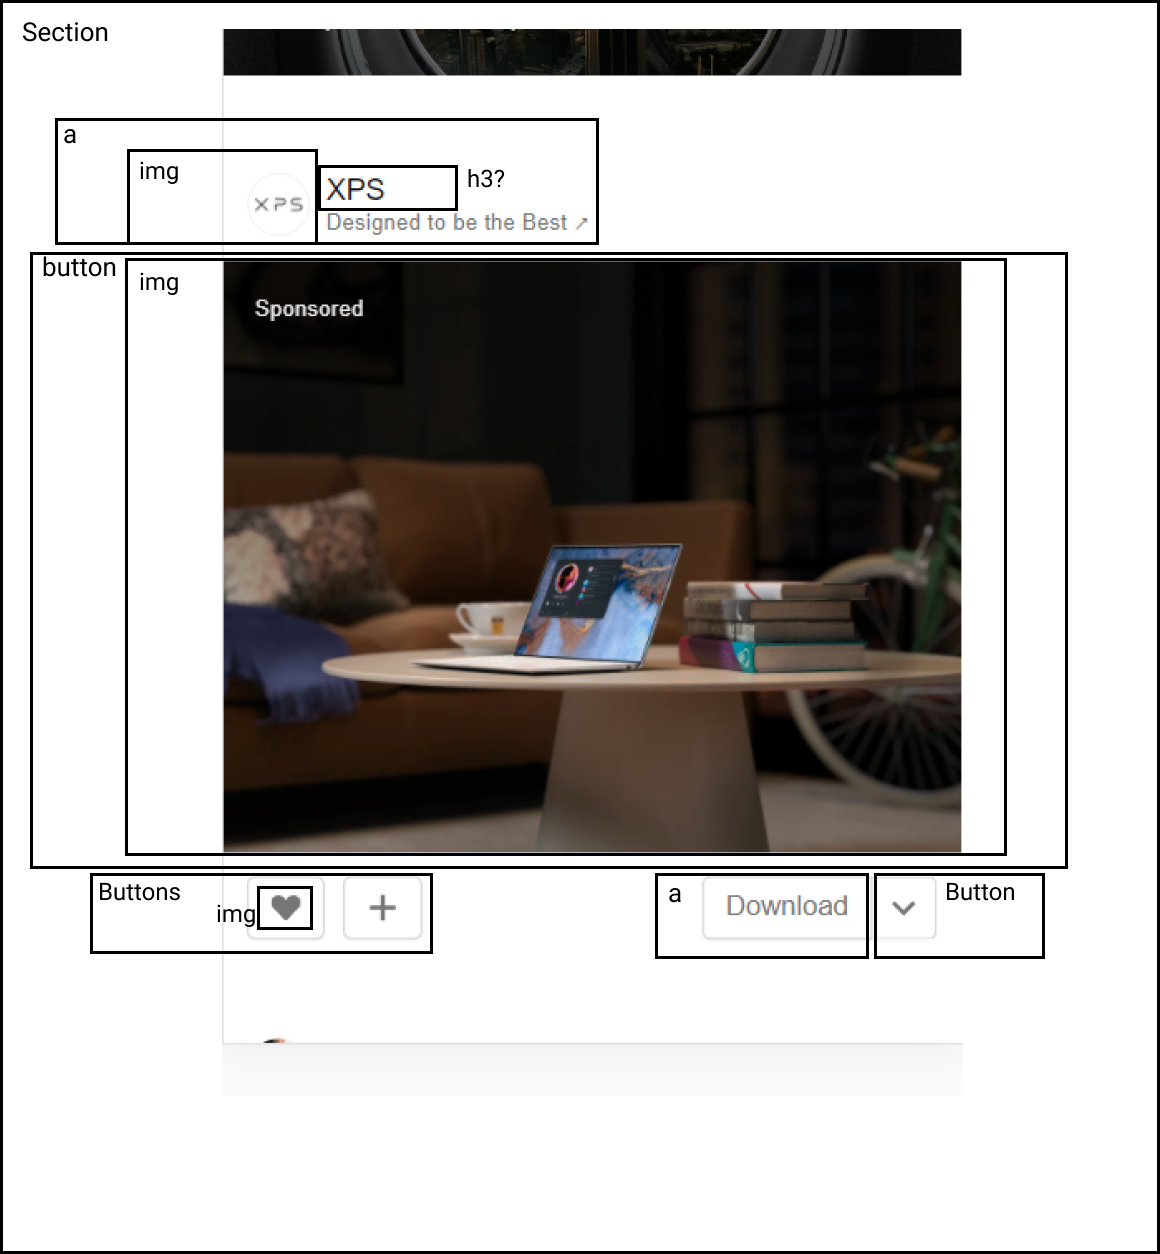 Section
a
img
XPS
XPS
h3?
Designed to be the Best ↗
button
img
Sponsored
Buttons
img
a
Download
Button